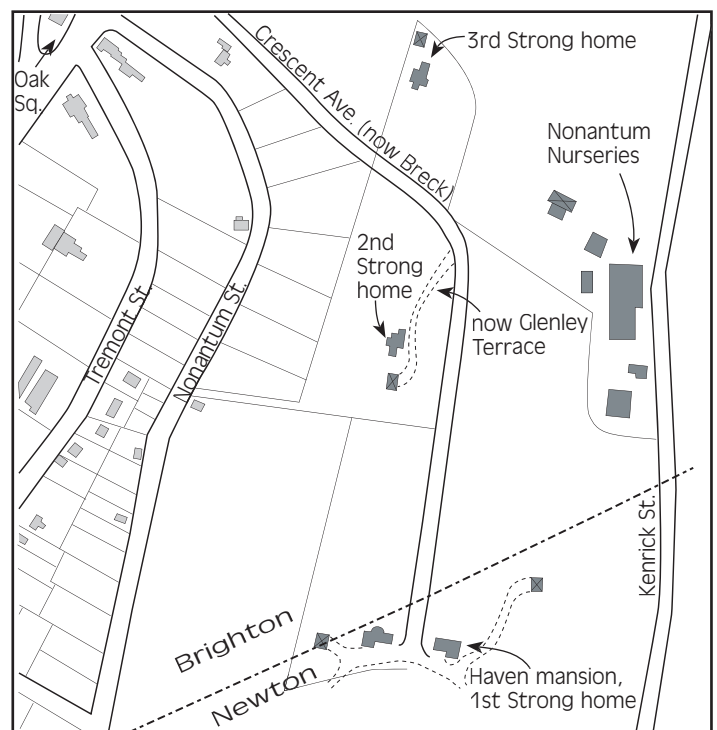 Oak
Sq.
Crescent Ave. (now Breck)
3rd Strong home
Nonantum
Nurseries
2nd
Strong
home
now Glenley
Terrace
Tremont St.
Nonantum St.
Kenrick St.
Brighton
Newton
Haven mansion,
1st Strong home